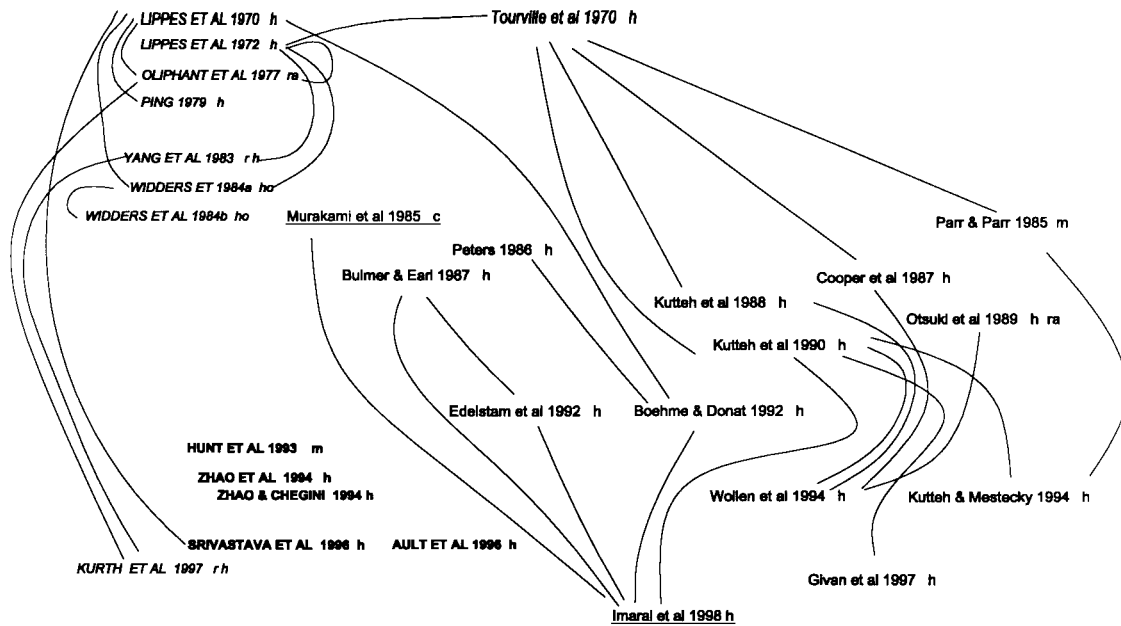 LIPPES ET AL 1970 h
Tourville et al 1970 h
LIPPES ET AL 1972 h
OLIPHANT ET AL 1977 ra
PING 1979 h
YANG ET AL 1983 r h
WIDDERS ET 1984a ho
WIDDERS ET AL 1984b ho
Murakami et al 1985 c
Parr & Parr 1985 m
Peters 1986 h
Bulmer & Earl 1987 h
Cooper et al 1987 h
Kutteh et al 1988 h
Otsuki et al 1989 h ra
Kutteh et al 1990 h
Edelstam et al 1992 h
Boehme & Donat 1992 h
HUNT ET AL 1993 m
ZHAO ET AL 1994 h
ZHAO & CHEGINI 1994 h
Wollen et al 1994 h
Kutteh & Mestecky 1994 h
SRIVASTAVA ET AL 1996 h
AULT ET AL 1996 h
KURTH ET AL 1997 r h
Givan et al 1997 h
Imarai et al 1998 h